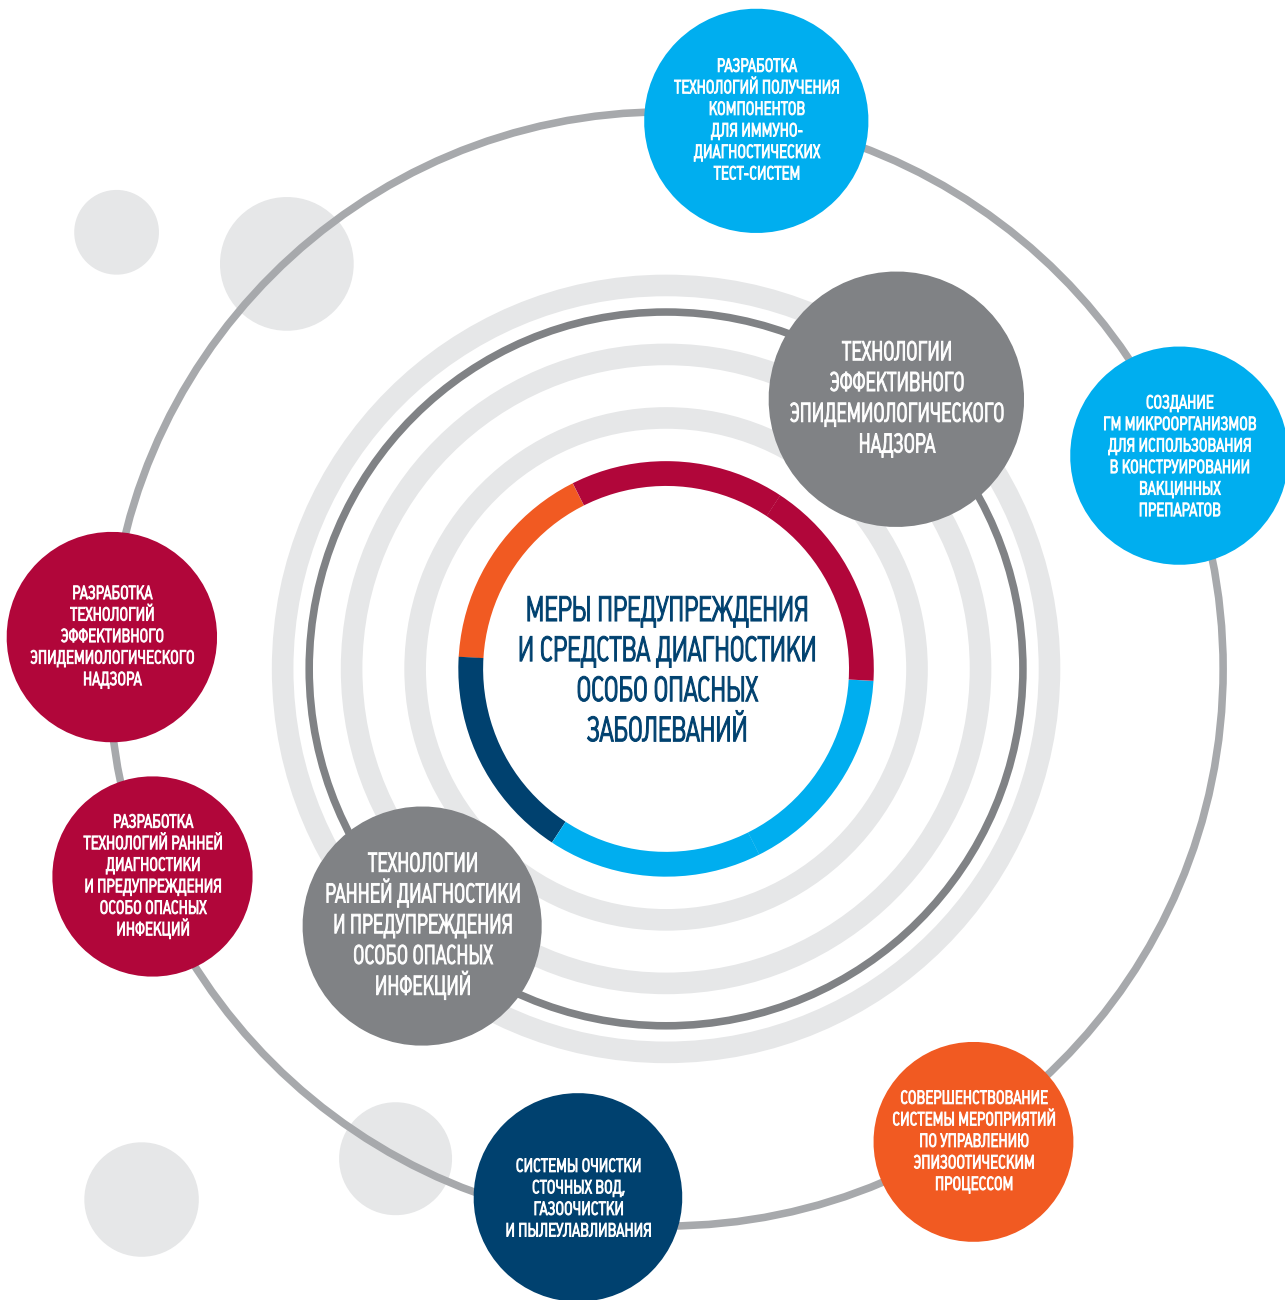 РАЗРАБОТКА
ТЕХНОЛОГИЙ ПОЛУЧЕНИЯ
КОМПОНЕНТОВ
ДЛЯ ИММУНО-
ДИАГНОСТИЧЕСКИХ
ТЕСТ-СИСТЕМ
ТЕХНОЛОГИИ
ЭФФЕКТИВНОГО
ЭПИДЕМИОЛОГИЧЕСКОГО
НАДЗОРА
СОЗДАНИЕ
ГМ МИКРООРГАНИЗМОВ
ДЛЯ ИСПОЛЬЗОВАНИЯ
В КОНСТРУИРОВАНИИ
ВАКЦИННЫХ
ПРЕПАРАТОВ
МЕРЫ ПРЕДУПРЕЖДЕНИЯ
И СРЕДСТВА ДИАГНОСТИКИ
ОСОБО ОПАСНЫХ
ЗАБОЛЕВАНИЙ
РАЗРАБОТКА
ТЕХНОЛОГИЙ
ЭФФЕКТИВНОГО
ЭПИДЕМИОЛОГИЧЕСКОГО
НАДЗОРА
РАЗРАБОТКА
ТЕХНОЛОГИЙ РАННЕЙ
ДИАГНОСТИКИ
И ПРЕДУПРЕЖДЕНИЯ
ОСОБО ОПАСНЫХ
ИНФЕКЦИЙ
ТЕХНОЛОГИИ
РАННЕЙ ДИАГНОСТИКИ
И ПРЕДУПРЕЖДЕНИЯ
ОСОБО ОПАСНЫХ
ИНФЕКЦИЙ
СИСТЕМЫ ОЧИСТКИ
СТОЧНЫХ ВОД,
ГАЗООЧИСТКИ
И ПЫЛЕУЛАВЛИВАНИЯ
СОВЕРШЕНСТВОВАНИЕ
СИСТЕМЫ МЕРОПРИЯТИЙ
ПО УПРАВЛЕНИЮ
ЭПИЗООТИЧЕСКИМ
ПРОЦЕССОМ